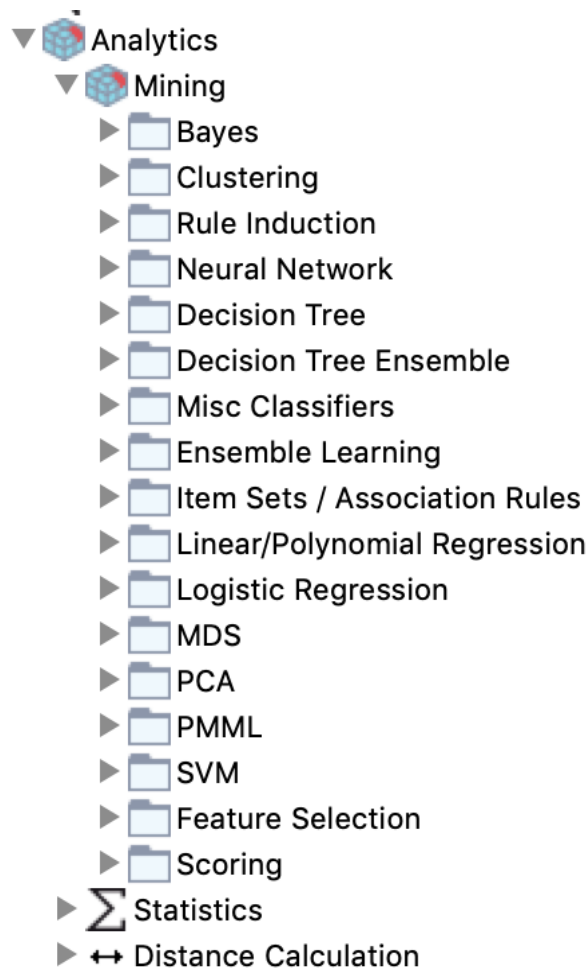 Analytics
Mining
Bayes
Clustering
Rule Induction
Neural Network
Decision Tree
Decision Tree Ensemble
Misc Classifiers
Ensemble Learning
Item Sets / Association Rules
Linear/Polynomial Regression
Logistic Regression
MDS
PCA
PMML
SVM
Feature Selection
Scoring
Statistics
Distance Calculation